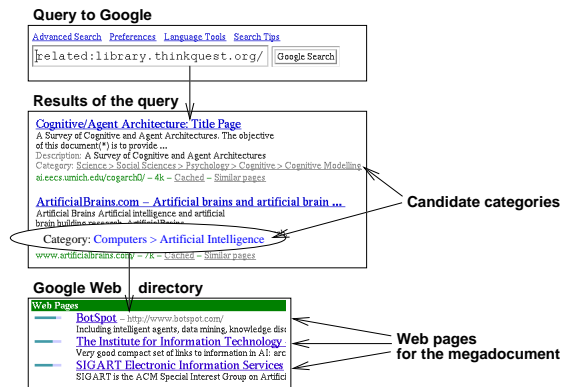 Query to Google
Advanced Search Preferences Language Tools Search Tips
related:library.thinkquest.org/ Google Search
Results of the query
Cognitive/Agent Architecture: Title Page
A Survey of Cognitive and Agent Architectures. The objective
of this document(*) is to provide ...
Description: A Survey of Cognitive and Agent Architectures
Category: Science > Social Sciences > Psychology > Cognitive > Cognitive Modelling
ai.eecs.umich.edu/cogarch0/ – 4k – Cached – Similar pages
Candidate categories
ArtificialBrains.com – Artificial brains and artificial brain ...
Artificial Brains Artificial intelligence and artificial
brain building research. ArtificialBrains
Category: Computers > Artificial Intelligence
www.artificialbrains.com/ – 7k – Cached – Similar pages
Google Web directory
Web Pages
BotSpot – http://www.botspot.com/
Including intelligent agents, data mining, knowledge disc
The Institute for Information Technology -
Very good compact set of links to information in AI: arc
SIGART Electronic Information Services
SIGART is the ACM Special Interest Group on Artific
Web pages
for the megadocument